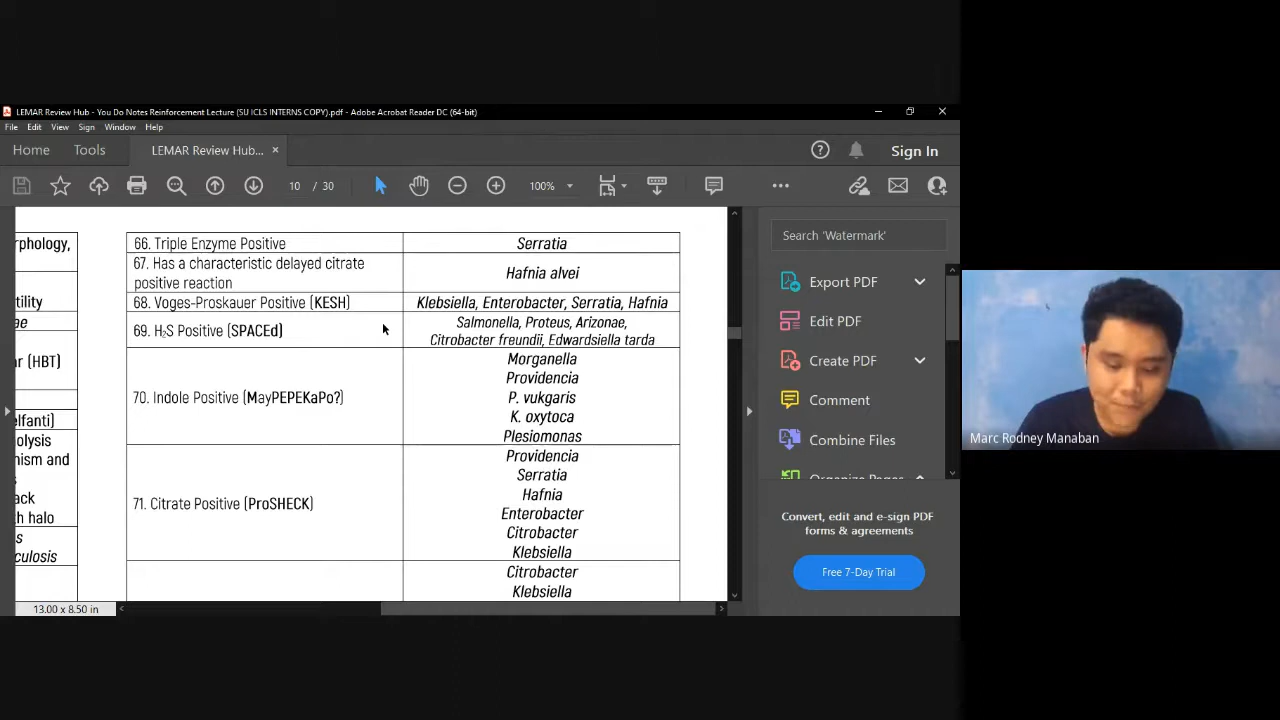 LEMAR Review Hub - You Do Notes Reinforcement Lecture (SU ICLS INTERNS COPY).pdf - Adobe Acrobat Reader DC (64-bit)
File Edit View Sign Window Help
Home Tools LEMAR Review Hub... × Sign In
10 / 30 100%
Search 'Watermark'
Export PDF
Edit PDF
Create PDF
Comment
Combine Files
Organize Pages
Convert, edit and e-sign PDF
forms & agreements
Free 7-Day Trial
rphology,
tility
ae
ar (HBT)
elfanti)
olysis
nism and
s
ack
th halo
s
culosis
66. Triple Enzyme Positive
Serratia
67. Has a characteristic delayed citrate
positive reaction
Hafnia alvei
68. Voges-Proskauer Positive (KESH)
Klebsiella, Enterobacter, Serratia, Hafnia
69. H2S Positive (SPACEd)
Salmonella, Proteus, Arizonae,
Citrobacter freundii, Edwardsiella tarda
70. Indole Positive (MayPEPEKaPo?)
Morganella
Providencia
P. vukgaris
K. oxytoca
Plesiomonas
71. Citrate Positive (ProSHECK)
Providencia
Serratia
Hafnia
Enterobacter
Citrobacter
Klebsiella
Citrobacter
Klebsiella
13.00 x 8.50 in
Marc Rodney Manaban